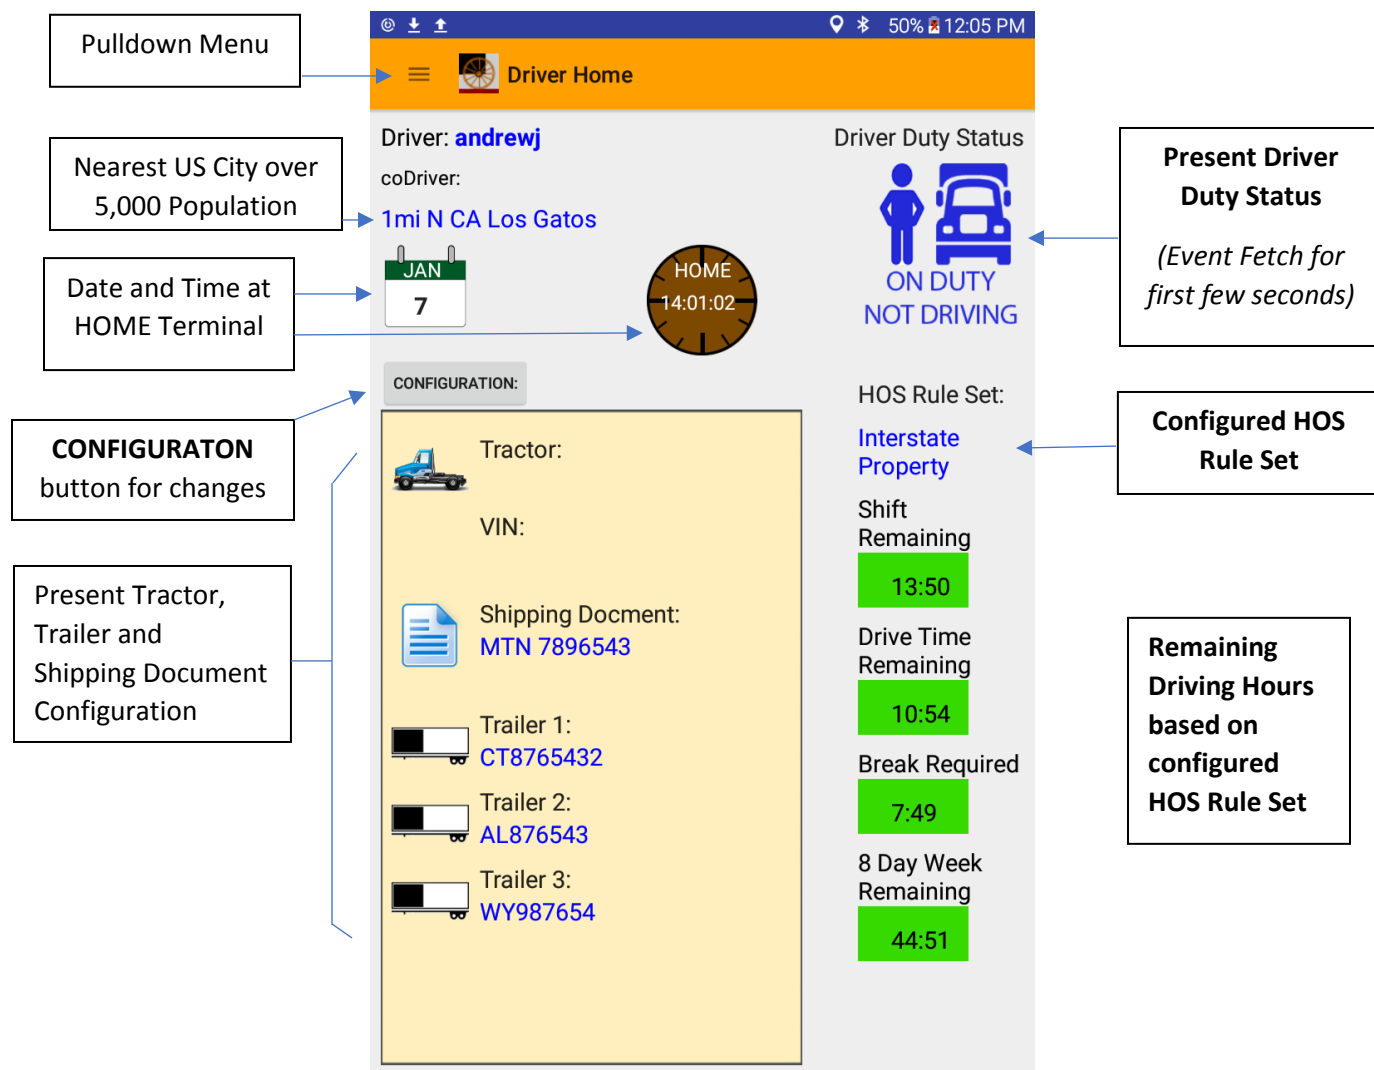 Pulldown Menu
Nearest US City over
5,000 Population
Date and Time at
HOME Terminal
CONFIGURATON
button for changes
Present Tractor,
Trailer and
Shipping Document
Configuration
50% 12:05 PM
Driver Home
Driver: andrewj
coDriver:
1mi N CA Los Gatos
JAN
7
HOME
14:01:02
CONFIGURATION:
Tractor:
VIN:
Shipping Docment:
MTN 7896543
Trailer 1:
CT8765432
Trailer 2:
AL876543
Trailer 3:
WY987654
Driver Duty Status
ON DUTY
NOT DRIVING
HOS Rule Set:
Interstate
Property
Shift
Remaining
13:50
Drive Time
Remaining
10:54
Break Required
7:49
8 Day Week
Remaining
44:51
Present Driver
Duty Status
(Event Fetch for
first few seconds)
Configured HOS
Rule Set
Remaining
Driving Hours
based on
configured
HOS Rule Set